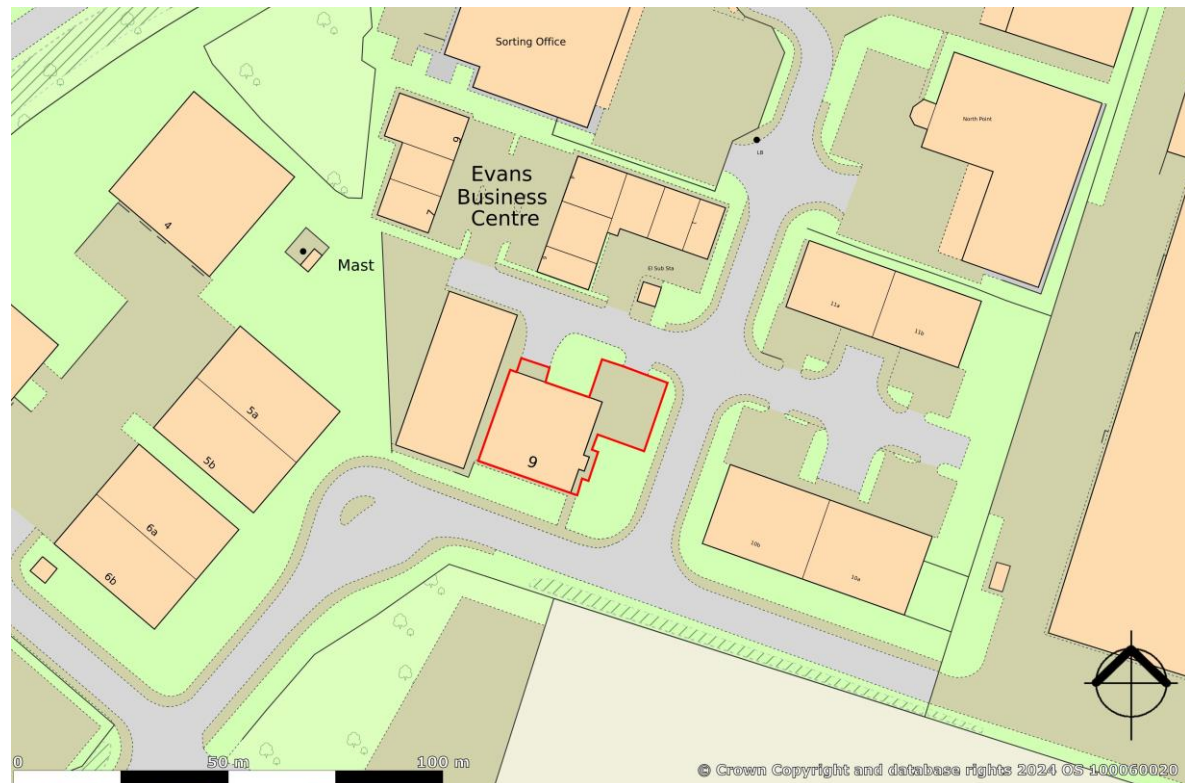 Sorting Office
North Point
LB
6
7
Evans
Business
Centre
4
Mast
El Sub Sta
11a
11b
5a
5b
9
6a
6b
10b
10a
0
50 m
100 m
© Crown Copyright and database rights 2024 OS 100060020